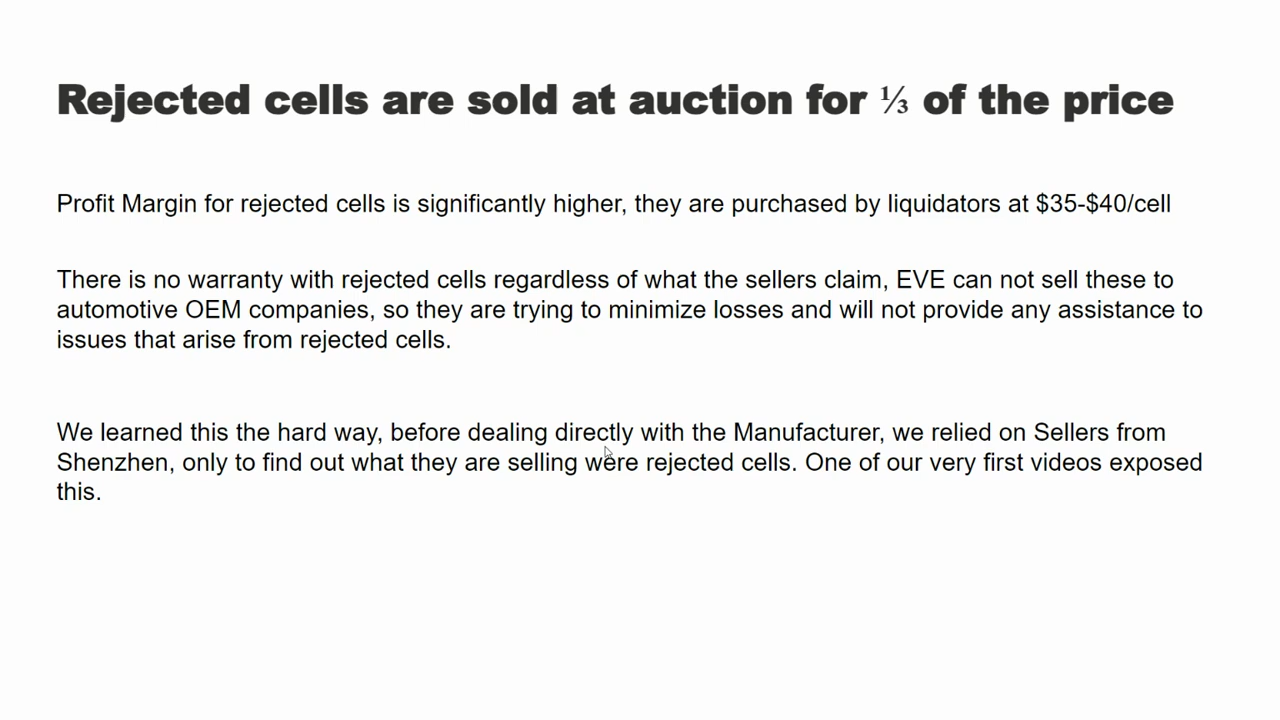 Rejected cells are sold at auction for ⅓ of the price
Profit Margin for rejected cells is significantly higher, they are purchased by liquidators at $35-$40/cell
There is no warranty with rejected cells regardless of what the sellers claim, EVE can not sell these to
automotive OEM companies, so they are trying to minimize losses and will not provide any assistance to
issues that arise from rejected cells.
We learned this the hard way, before dealing directly with the Manufacturer, we relied on Sellers from
Shenzhen, only to find out what they are selling were rejected cells. One of our very first videos exposed
this.